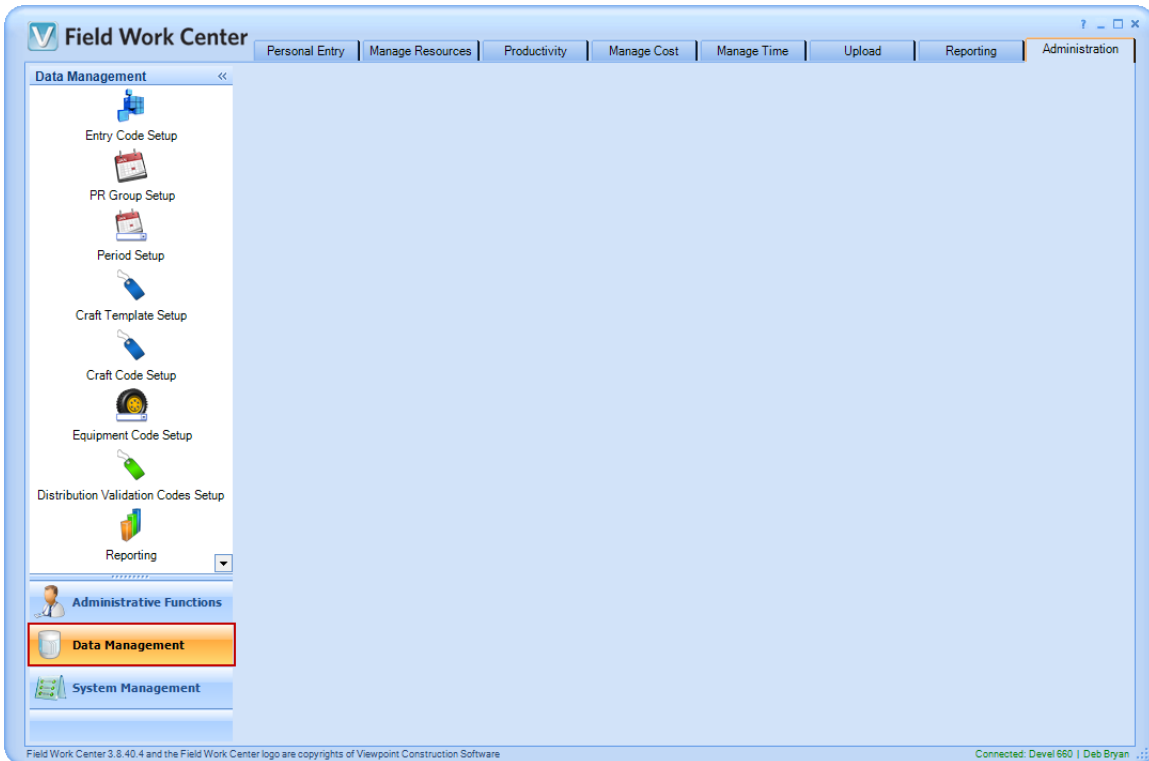 Field Work Center
Personal Entry Manage Resources Productivity Manage Cost Manage Time Upload Reporting Administration
Data Management
Entry Code Setup
PR Group Setup
Period Setup
Craft Template Setup
Craft Code Setup
Equipment Code Setup
Distribution Validation Codes Setup
Reporting
Administrative Functions
Data Management
System Management
Field Work Center 3.8.40.4 and the Field Work Center logo are copyrights of Viewpoint Construction Software Connected: Devel 660 | Deb Bryan